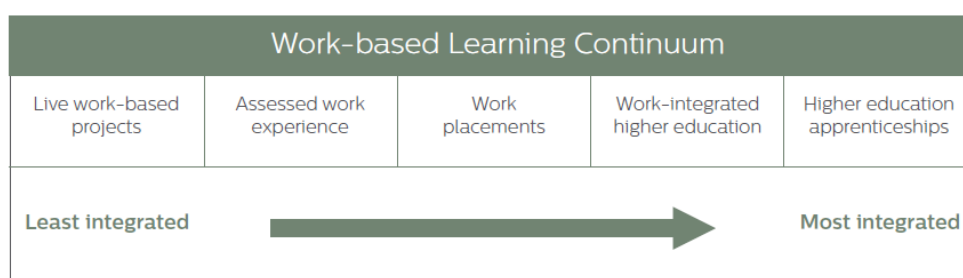 Work-based Learning Continuum
Live work-based
projects
Assessed work
experience
Work
placements
Work-integrated
higher education
Higher education
apprenticeships
Least integrated
Most integrated